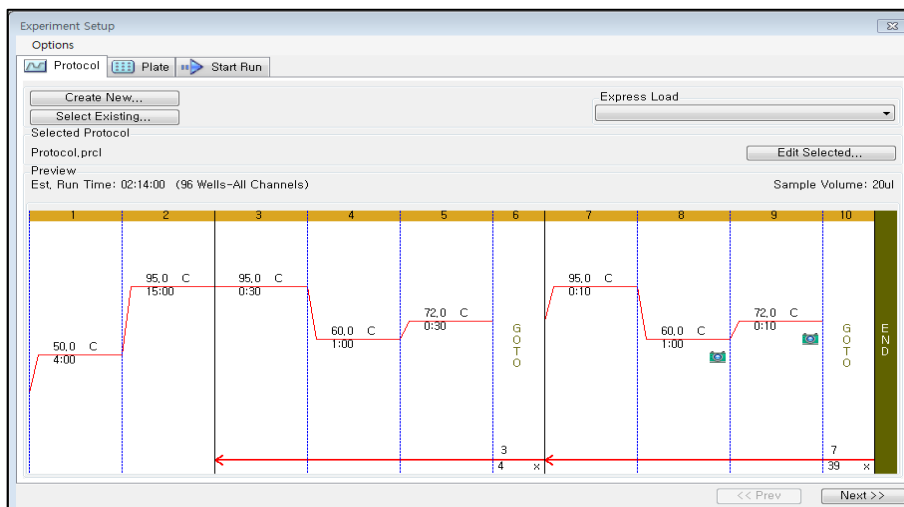 Experiment Setup
Options
Protocol Plate Start Run
Create New...
Express Load
Select Existing...
Selected Protocol
Protocol,prcl
Edit Selected...
Preview
Est, Run Time: 02:14:00 (96 Wells-All Channels)
Sample Volume: 20ul
1 2 3 4 5 6 7 8 9 10
95,0 C 95,0 C 95,0 C
15:00 0:30 0:10
72,0 C 72,0 C
60,0 C 0:30 60,0 C 0:10
1:00 1:00
50,0 C
4:00
GOTO
GOTO
END
3 7
4 x 39 x
<< Prev Next >>